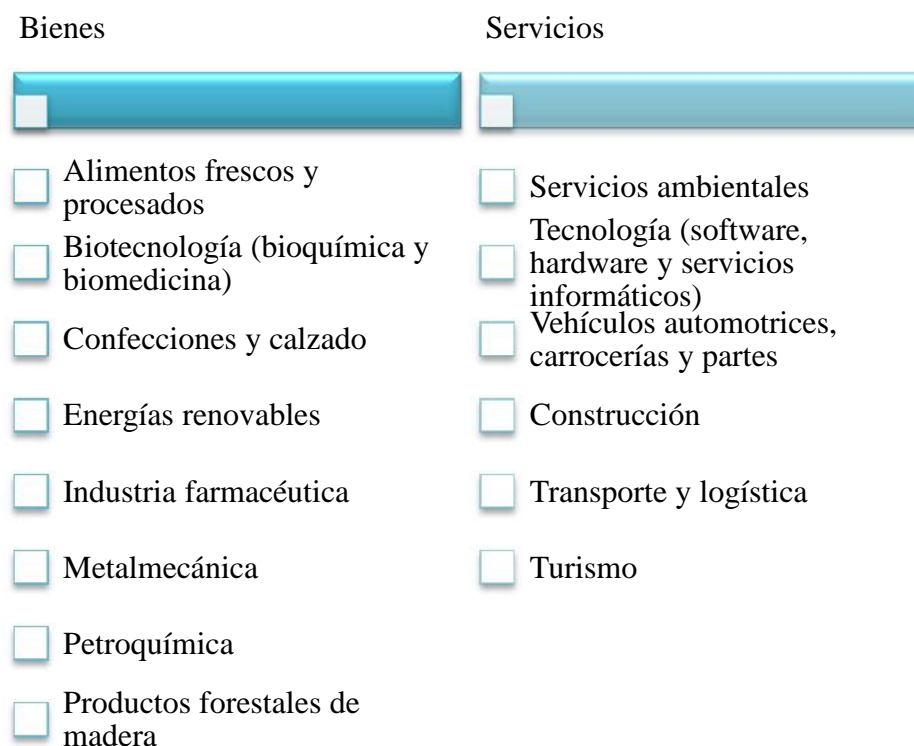 Bienes
Alimentos frescos y
procesados
Biotecnología (bioquímica y
biomedicina)
Confecciones y calzado
Energías renovables
Industria farmacéutica
Metalmecánica
Petroquímica
Productos forestales de
madera
Servicios
Servicios ambientales
Tecnología (software,
hardware y servicios
informáticos)
Vehículos automotrices,
carrocerías y partes
Construcción
Transporte y logística
Turismo